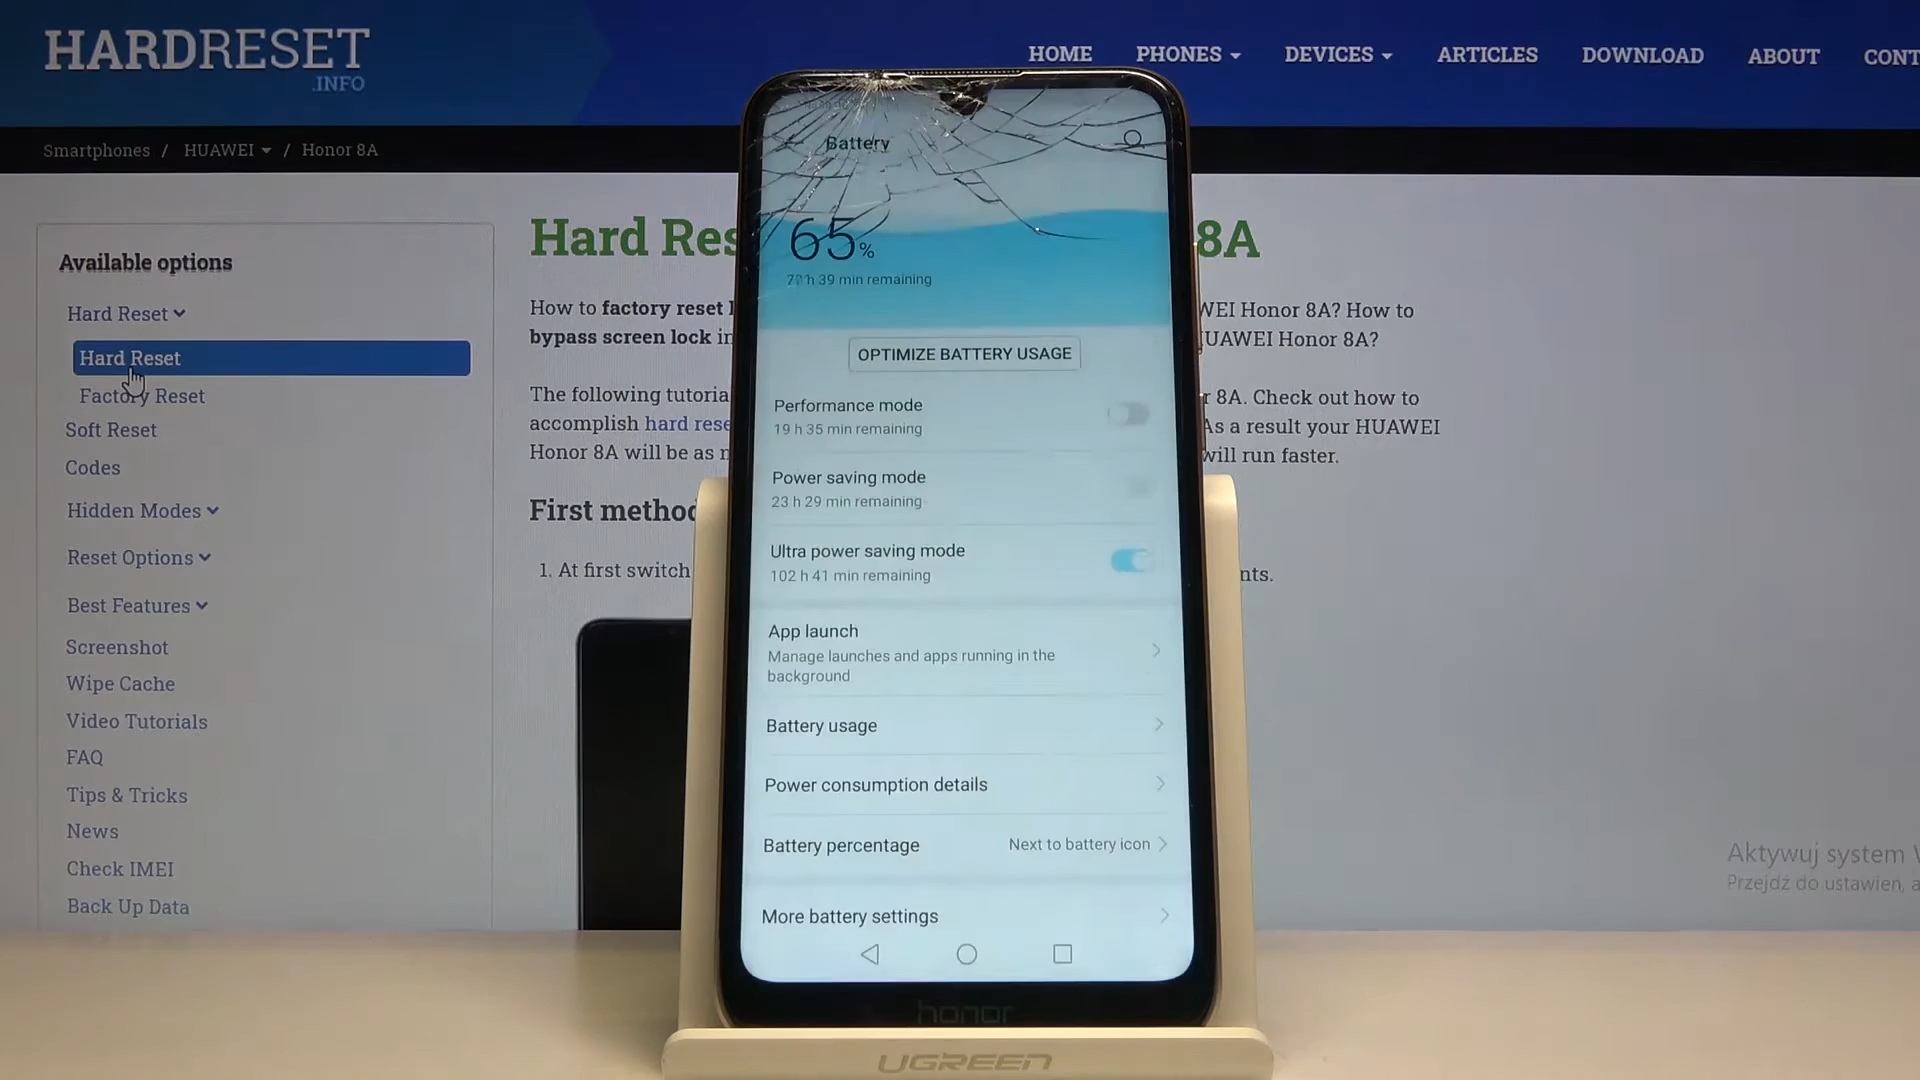 HARDRESET
.INFO
HOME PHONES DEVICES ARTICLES DOWNLOAD ABOUT CONT
Smartphones / HUAWEI / Honor 8A
Available options
Hard Reset
Hard Reset
Factory Reset
Soft Reset
Codes
Hidden Modes
Reset Options
Best Features
Screenshot
Wipe Cache
Video Tutorials
FAQ
Tips & Tricks
News
Check IMEI
Back Up Data
Hard Res 8A
How to factory reset WEI Honor 8A? How to
bypass screen lock in UAWEI Honor 8A?
The following tutoria r 8A. Check out how to
accomplish hard rese As a result your HUAWEI
Honor 8A will be as will run faster.
First method
1. At first switch nts.
Battery
65%
h 39 min remaining
OPTIMIZE BATTERY USAGE
Performance mode
19 h 35 min remaining
Power saving mode
23 h 29 min remaining
Ultra power saving mode
102 h 41 min remaining
App launch
Manage launches and apps running in the
background
Battery usage
Power consumption details
Battery percentage Next to battery icon
More battery settings
honor
UGREEN
Aktywuj system
Przejdź do ustawien, a